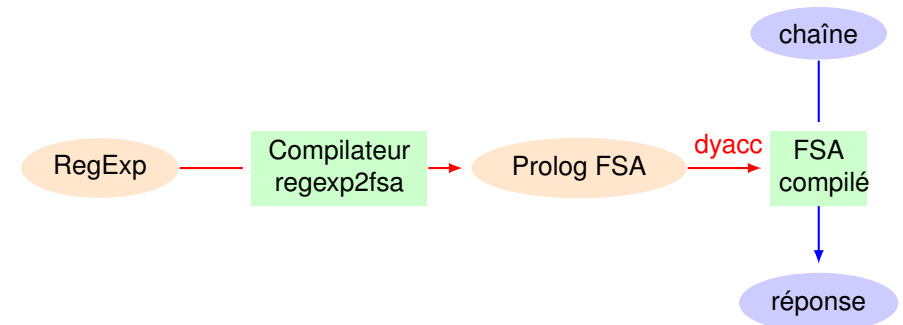 chaîne
RegExp
Compilateur
regexp2fsa
Prolog FSA
dyacc
FSA
compilé
réponse